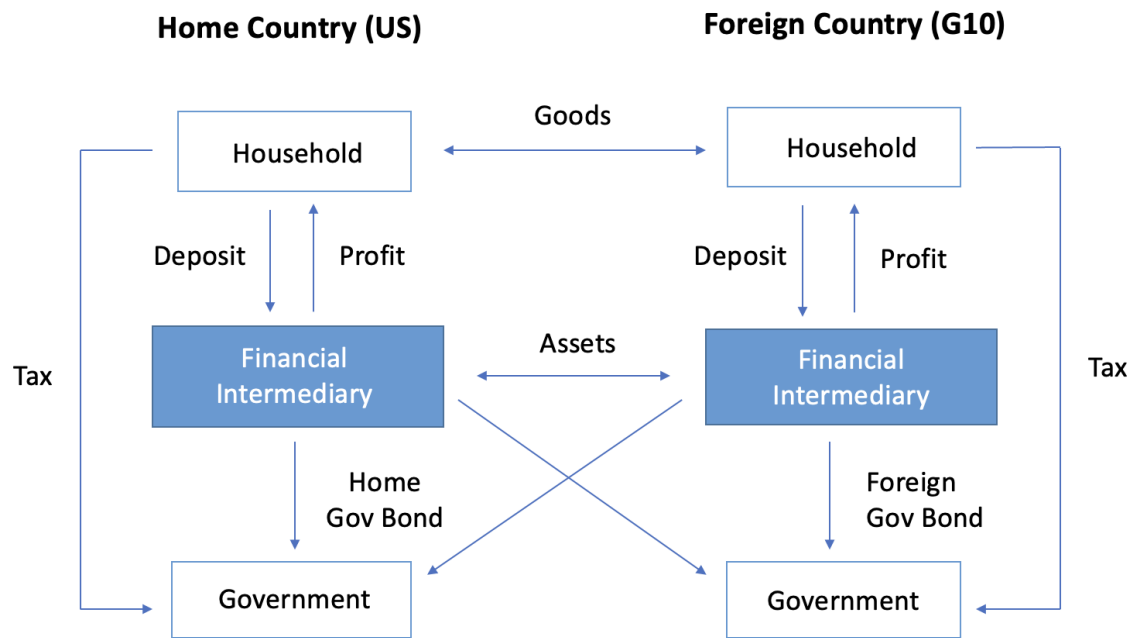 Home Country (US)
Foreign Country (G10)
Goods
Household
Household
Deposit
Profit
Deposit
Profit
Tax
Financial
Intermediary
Assets
Financial
Intermediary
Tax
Home
Gov Bond
Foreign
Gov Bond
Government
Government